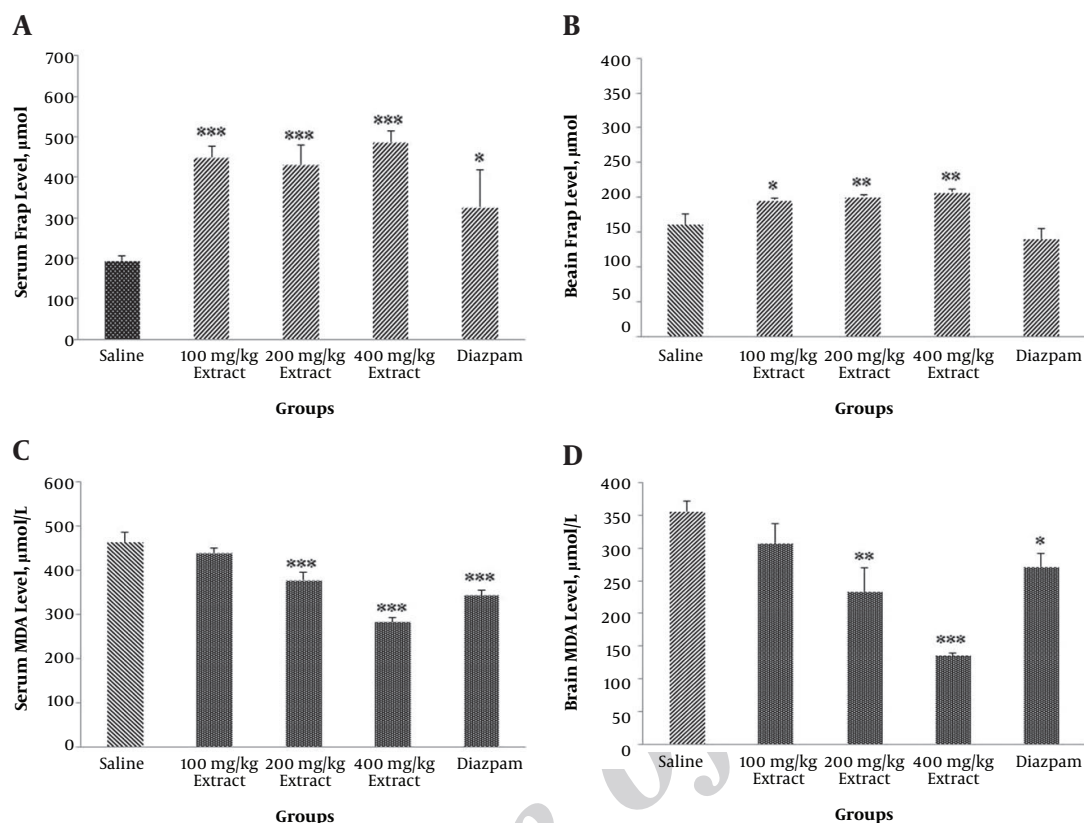 A
Serum Frap Level, µmol
700
600
500
400
300
200
100
0
***
***
***
*
Saline
100 mg/kg
Extract
200 mg/kg
Extract
400 mg/kg
Extract
Diazpam
Groups
B
Beain Frap Level, µmol
400
350
300
250
200
150
100
50
0
*
**
**
Saline
100 mg/kg
Extract
200 mg/kg
Extract
400 mg/kg
Extract
Diazpam
Groups
C
Serum MDA Level, µmol/L
600
500
400
300
200
100
0
***
***
***
Saline
100 mg/kg
Extract
200 mg/kg
Extract
400 mg/kg
Extract
Diazpam
Groups
D
Brain MDA Level, µmol/L
400
350
300
250
200
150
100
50
0
**
***
*
Saline
100 mg/kg
Extract
200 mg/kg
Extract
400 mg/kg
Extract
Diazpam
Groups